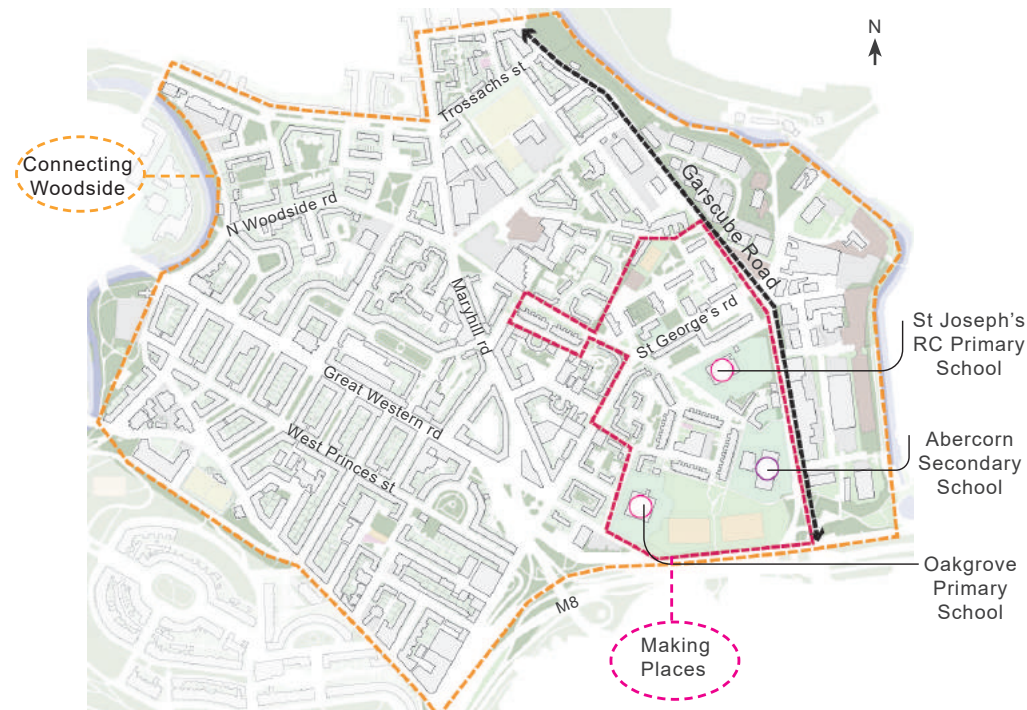 N
Trossachs st
Connecting
Woodside
N Woodside rd
Garscube Road
Maryhill rd
St George's rd
St Joseph's
RC Primary
School
Great Western rd
West Princes st
Abercorn
Secondary
School
Oakgrove
Primary
School
M8
Making
Places